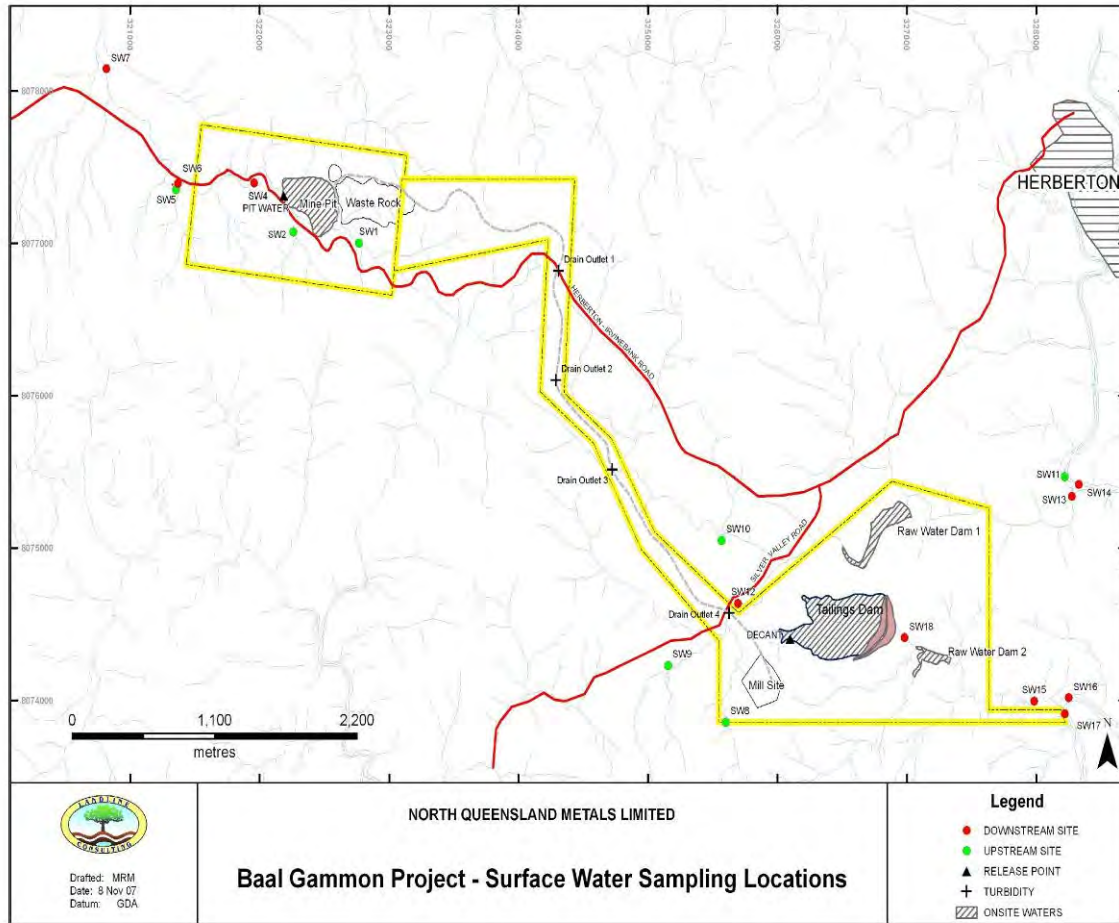 321000
322000
323000
324000
325000
326000
327000
328000
SW7
8078000
HERBERTON
SW6
SW5
SW4
PIT WATER
Mine-Pit
Waste Rock
SW2
SW1
8077000
Drain Outlet 1
HERBERTON - IRVINEBANK ROAD
Drain Outlet 2
8076000
Drain Outlet 3
SW11
SW14
SW13
SW10
Raw Water Dam 1
SILVER VALLEY ROAD
8075000
SW12
Drain Outlet 4
Tailings Dam
DECANT
SW18
SW9
Raw Water Dam 2
Mill Site
8074000
SW8
SW15
SW16
SW17
N
0 1,100 2,200
metres
LANDLINE
CONSULTING
Drafted: MRM
Date: 8 Nov 07
Datum: GDA
NORTH QUEENSLAND METALS LIMITED
Baal Gammon Project - Surface Water Sampling Locations
Legend
DOWNSTREAM SITE
UPSTREAM SITE
RELEASE POINT
TURBIDITY
ONSITE WATERS